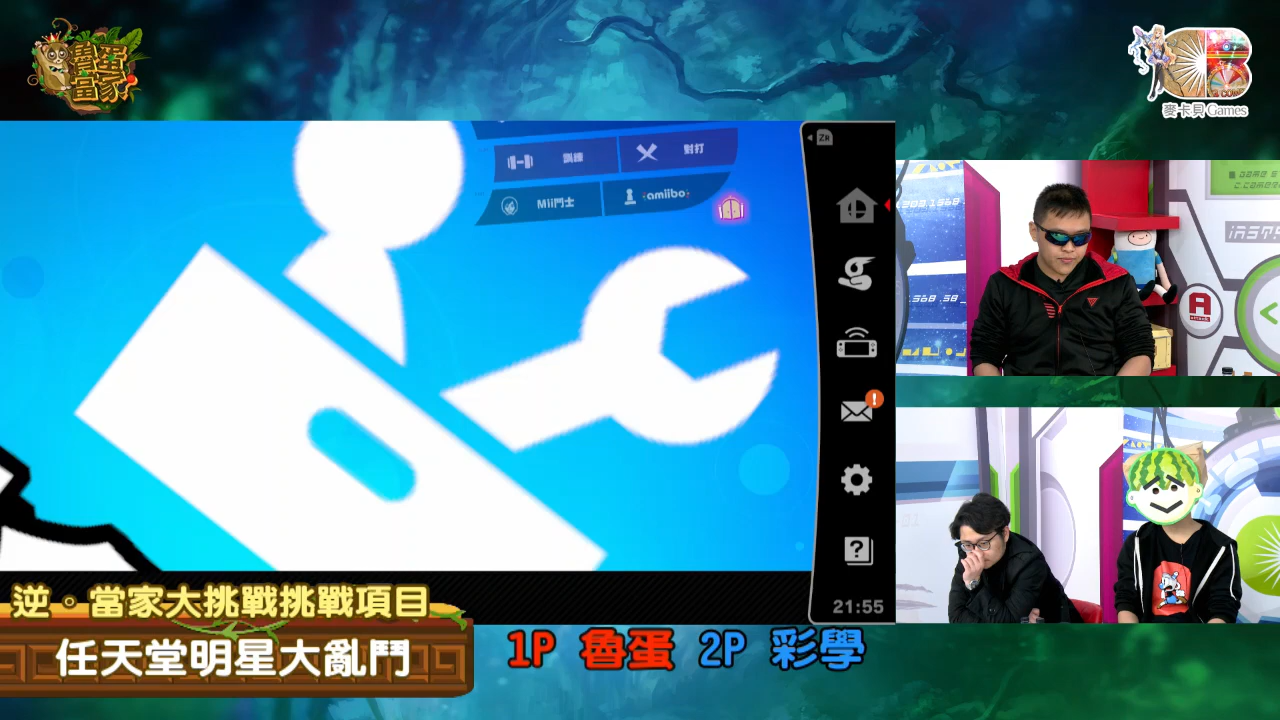 魯蛋
當家
麥卡貝Games
訓練
對打
Mii鬥士
amiibo
ZR
21:55
A
逆。當家大挑戰挑戰項目
任天堂明星大亂鬥
1P 魯蛋 2P 彩學